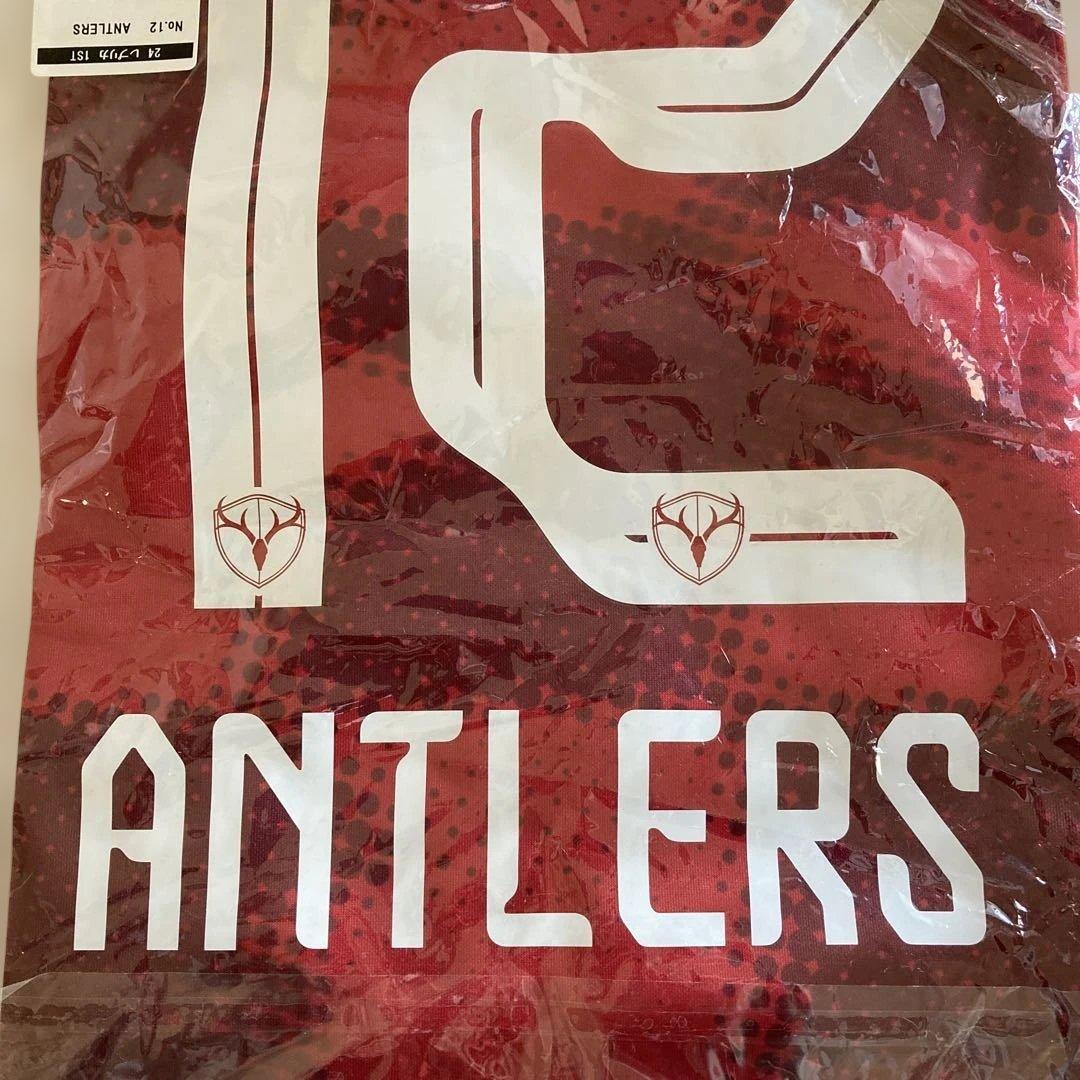 24 レプリカ 1ST
No.12 ANTLERS
12
ANTLERS